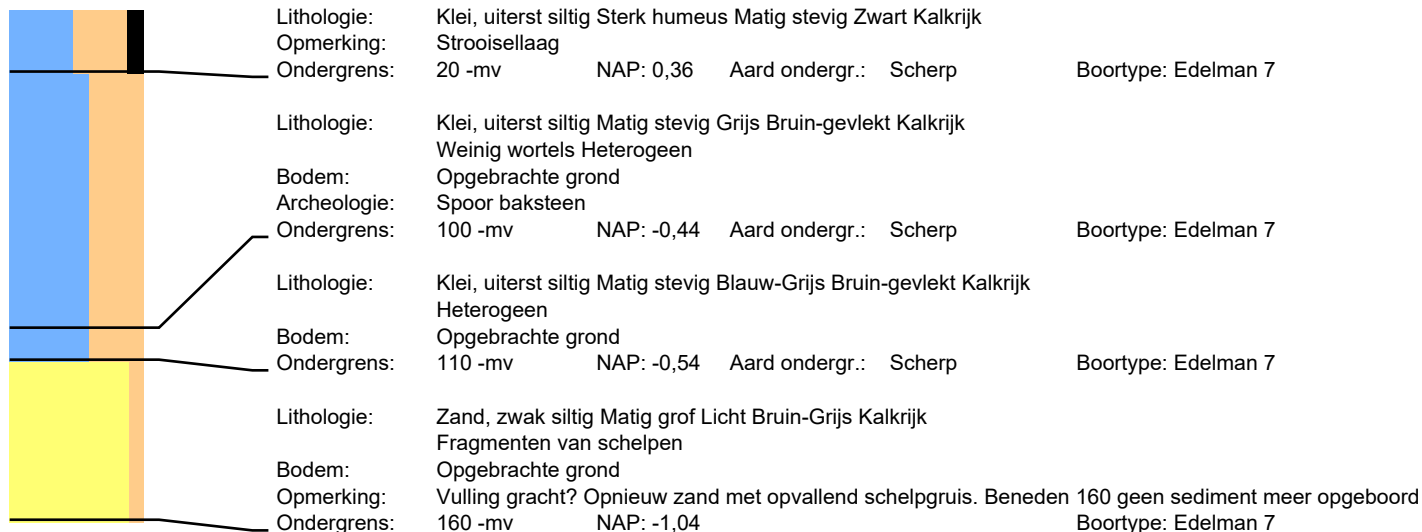 Lithologie: Klei, uiterst siltig Sterk humeus Matig stevig Zwart Kalkrijk
Opmerking: Strooisellaag
Ondergrens: 20 -mv NAP: 0,36 Aard ondergr.: Scherp Boortype: Edelman 7
Lithologie: Klei, uiterst siltig Matig stevig Grijs Bruin-gevlekt Kalkrijk
Weinig wortels Heterogeen
Bodem: Opgebrachte grond
Archeologie: Spoor baksteen
Ondergrens: 100 -mv NAP: -0,44 Aard ondergr.: Scherp Boortype: Edelman 7
Lithologie: Klei, uiterst siltig Matig stevig Blauw-Grijs Bruin-gevlekt Kalkrijk
Heterogeen
Bodem: Opgebrachte grond
Ondergrens: 110 -mv NAP: -0,54 Aard ondergr.: Scherp Boortype: Edelman 7
Lithologie: Zand, zwak siltig Matig grof Licht Bruin-Grijs Kalkrijk
Fragmenten van schelpen
Bodem: Opgebrachte grond
Opmerking: Vulling gracht? Opnieuw zand met opvallend schelpgruis. Beneden 160 geen sediment meer opgeboord
Ondergrens: 160 -mv NAP: -1,04 Boortype: Edelman 7